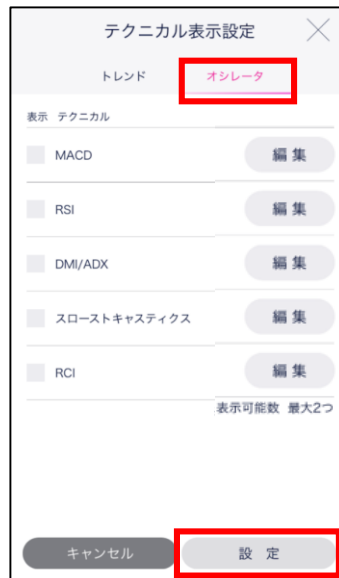 テクニカル表示設定
トレンド オシレータ
表示 テクニカル
MACD 編集
RSI 編集
DMI/ADX 編集
スローストキャスティクス 編集
RCI 編集
表示可能数 最大2つ
キャンセル 設定